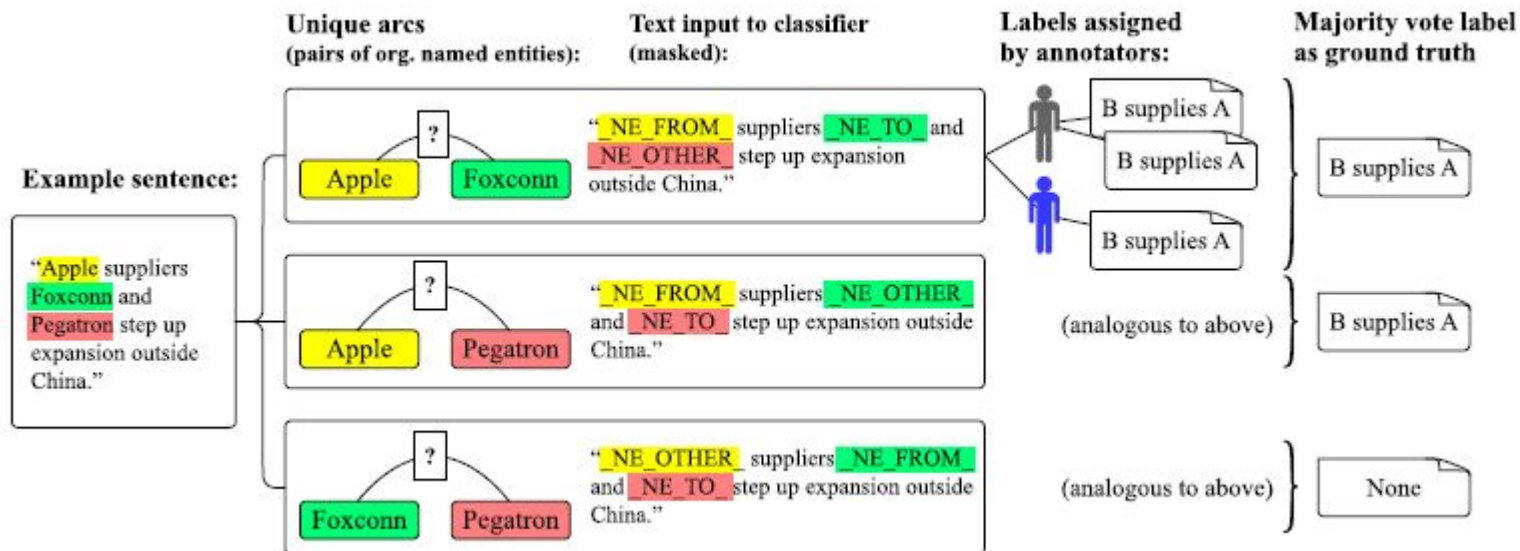 Unique arcs
(pairs of org. named entities):
Text input to classifier
(masked):
Labels assigned
by annotators:
Majority vote label
as ground truth
Example sentence:
“Apple suppliers
Foxconn and
Pegatron step up
expansion outside
China.”
?
Apple
Foxconn
“_NE_FROM_ suppliers _NE_TO_ and
_NE_OTHER_ step up expansion
outside China.”
B supplies A
B supplies A
B supplies A
B supplies A
?
Apple
Pegatron
“_NE_FROM_ suppliers _NE_OTHER_
and _NE_TO_ step up expansion outside
China.”
(analogous to above)
B supplies A
?
Foxconn
Pegatron
“_NE_OTHER_ suppliers _NE_FROM_
and _NE_TO_ step up expansion outside
China.”
(analogous to above)
None